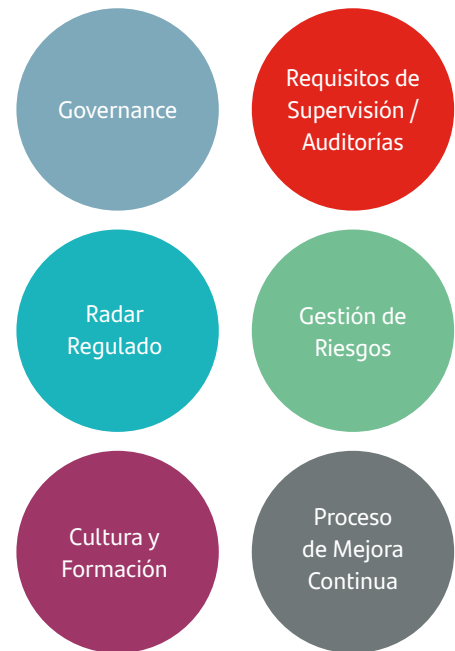 Governance
Requisitos de
Supervisión /
Auditorías
Radar
Regulado
Gestión de
Riesgos
Cultura y
Formación
Proceso
de Mejora
Continua